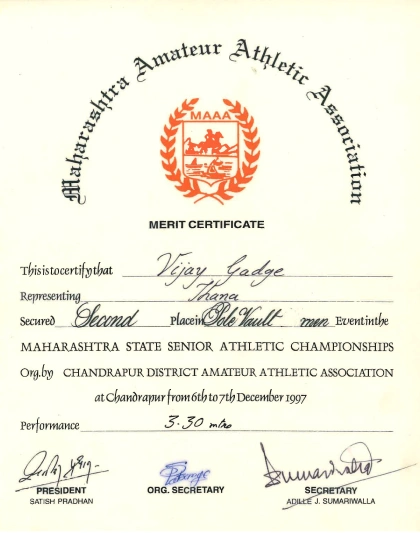 Maharashtra Amateur Athletic Association
MAAA
MERIT CERTIFICATE
This is to certify that Vijay Gadge
Representing Thana
Secured Second Place in Pole Vault men Event in the
MAHARASHTRA STATE SENIOR ATHLETIC CHAMPIONSHIPS
Org.by CHANDRAPUR DISTRICT AMATEUR ATHLETIC ASSOCIATION
at Chandrapur from 6th to 7th December 1997
Performance 3.30 mtrs
PRESIDENT ORG. SECRETARY SECRETARY
SATISH PRADHAN ADILLE J. SUMARIWALLA